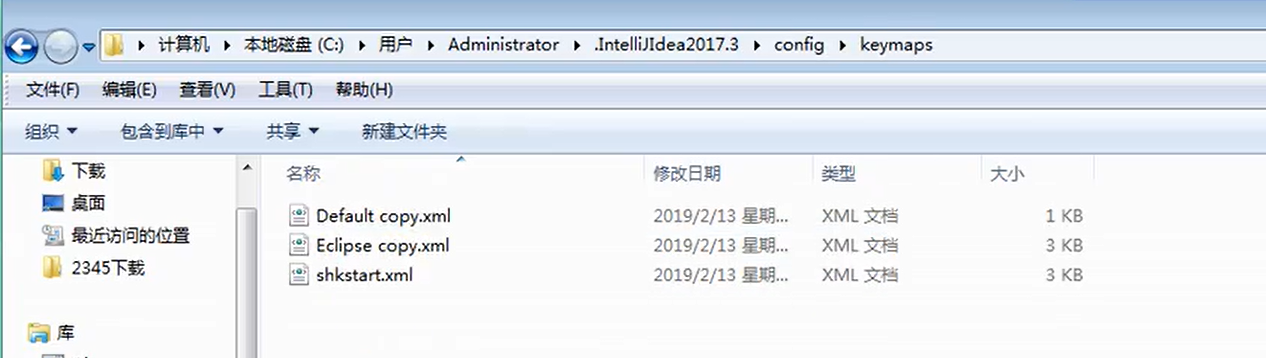 计算机 本地磁盘 (C:) 用户 Administrator .IntelliJIdea2017.3 config keymaps
文件(F) 编辑(E) 查看(V) 工具(T) 帮助(H)
组织 包含到库中 共享 新建文件夹
下载
桌面
最近访问的位置
2345下载
库
名称 修改日期 类型 大小
Default copy.xml 2019/2/13 星期... XML 文档 1 KB
Eclipse copy.xml 2019/2/13 星期... XML 文档 3 KB
shkstart.xml 2019/2/13 星期... XML 文档 3 KB